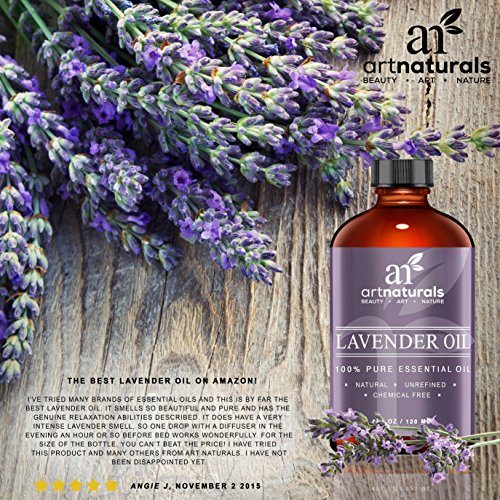 an
artnaturals
BEAUTY • ART • NATURE
an
artnaturals
BEAUTY • ART • NATURE
LAVENDER OIL
100% PURE ESSENTIAL OIL
• NATURAL • UNREFINED
• CHEMICAL FREE •
OZ / 120 ML
THE BEST LAVENDER OIL ON AMAZON!
I'VE TRIED MANY BRANDS OF ESSENTIAL OILS AND THIS IS BY FAR THE
BEST LAVENDER OIL. IT SMELLS SO BEAUTIFUL AND PURE AND HAS THE
GENUINE RELAXATION ABILITIES DESCRIBED. IT DOES HAVE A VERY
INTENSE LAVENDER SMELL. SO ONE DROP WITH A DIFFUSER IN THE
EVENING AN HOUR OR SO BEFORE BED WORKS WONDERFULLY. FOR THE
SIZE OF THE BOTTLE, YOU CAN'T BEAT THE PRICE! I HAVE TRIED
THIS PRODUCT AND MANY OTHERS FROM ART NATURALS. I HAVE NOT
BEEN DISAPPOINTED YET.
ANGIE J, NOVEMBER 2 2015